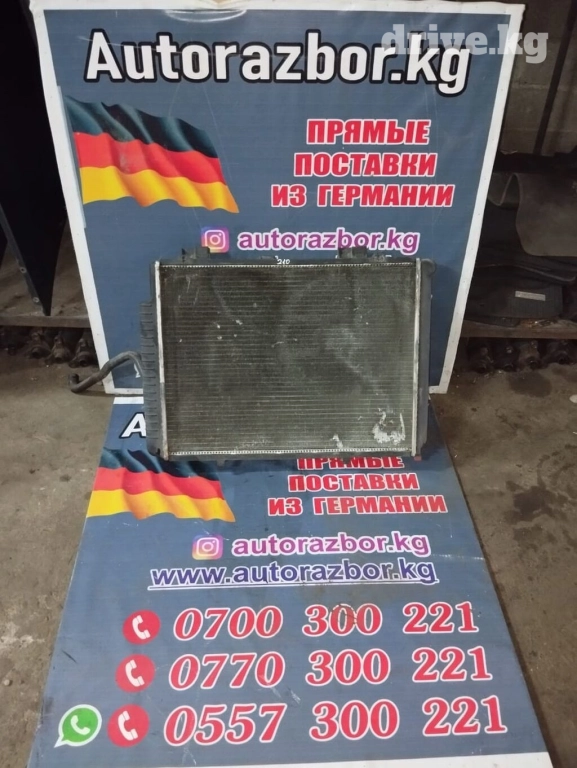 drive.kg
Autorazbor.kg
ПРЯМЫЕ
ПОСТАВКИ
ИЗ ГЕРМАНИИ
autorazbor.kg
210
A
ПРЯМЫЕ
ПОСТАВКИ
ИЗ ГЕРМАНИИ
autorazbor.kg
www.autorazbor.kg
0700 300 221
0770 300 221
0557 300 221